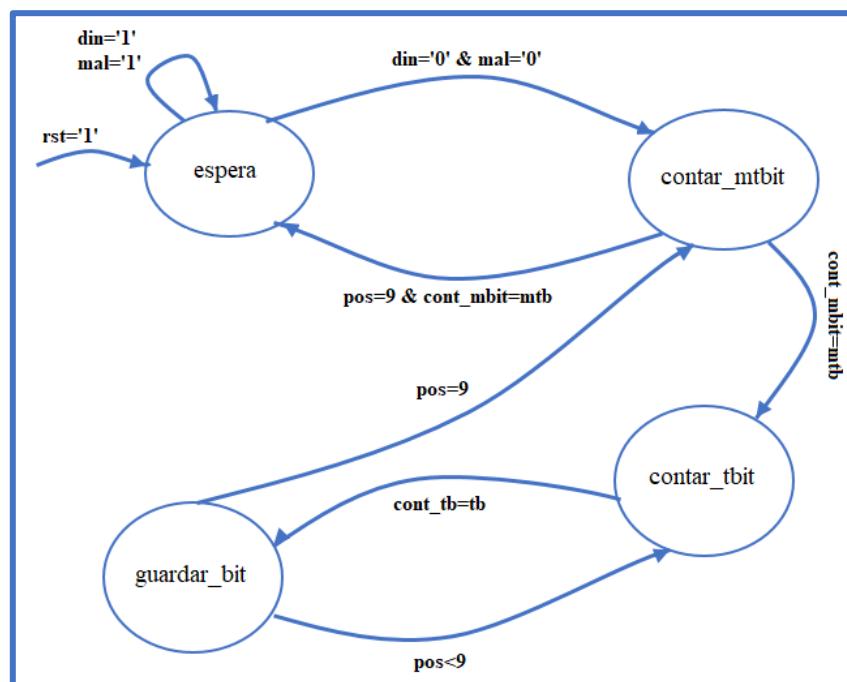 din='1'
mal='1'
din='0' & mal='0'
rst='1'
espera
contar_mtbit
pos=9 & cont_mbit=mtb
cont_mbit=mtb
pos=9
contar_tbit
cont_tb=tb
guardar_bit
pos<9